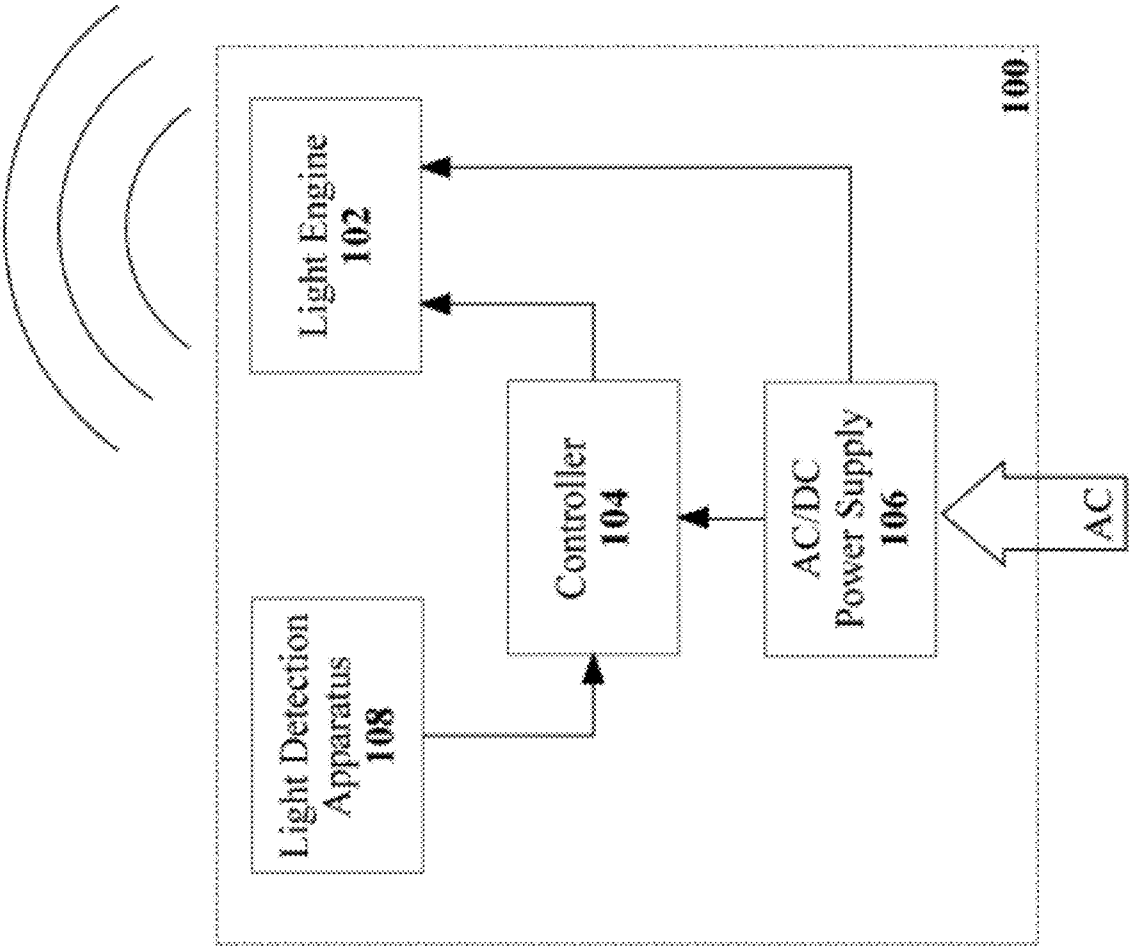 100
Light Engine
102
Controller
104
AC/DC
Power Supply
106
Light Detection
Apparatus
108
AC